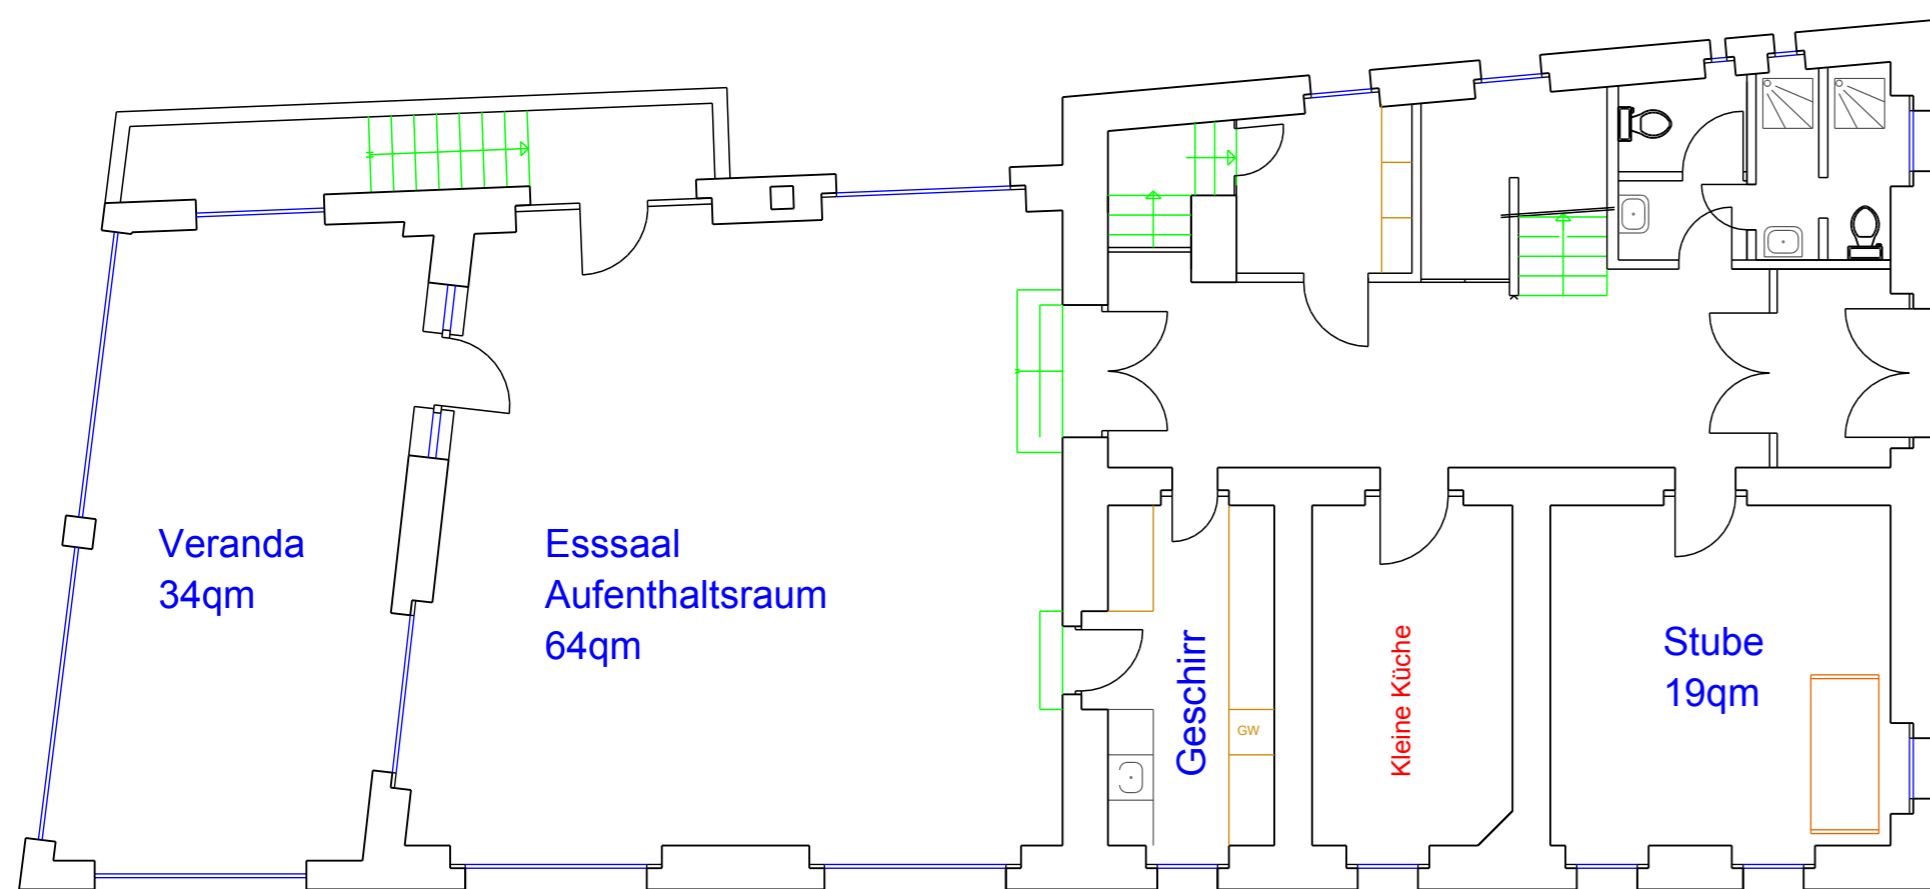 Veranda
34qm
Esssaal
Aufenthaltsraum
64qm
Geschirr
GW
Kleine Küche
Stube
19qm